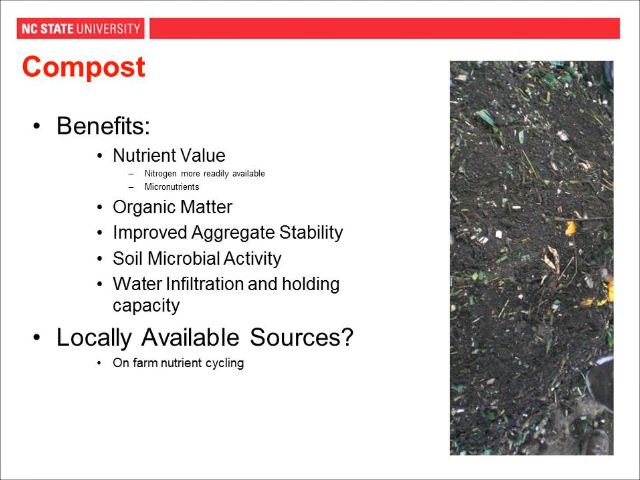 NC STATE UNIVERSITY
Compost
• Benefits:
• Nutrient Value
– Nitrogen more readily available
– Micronutrients
• Organic Matter
• Improved Aggregate Stability
• Soil Microbial Activity
• Water Infiltration and holding
capacity
• Locally Available Sources?
• On farm nutrient cycling